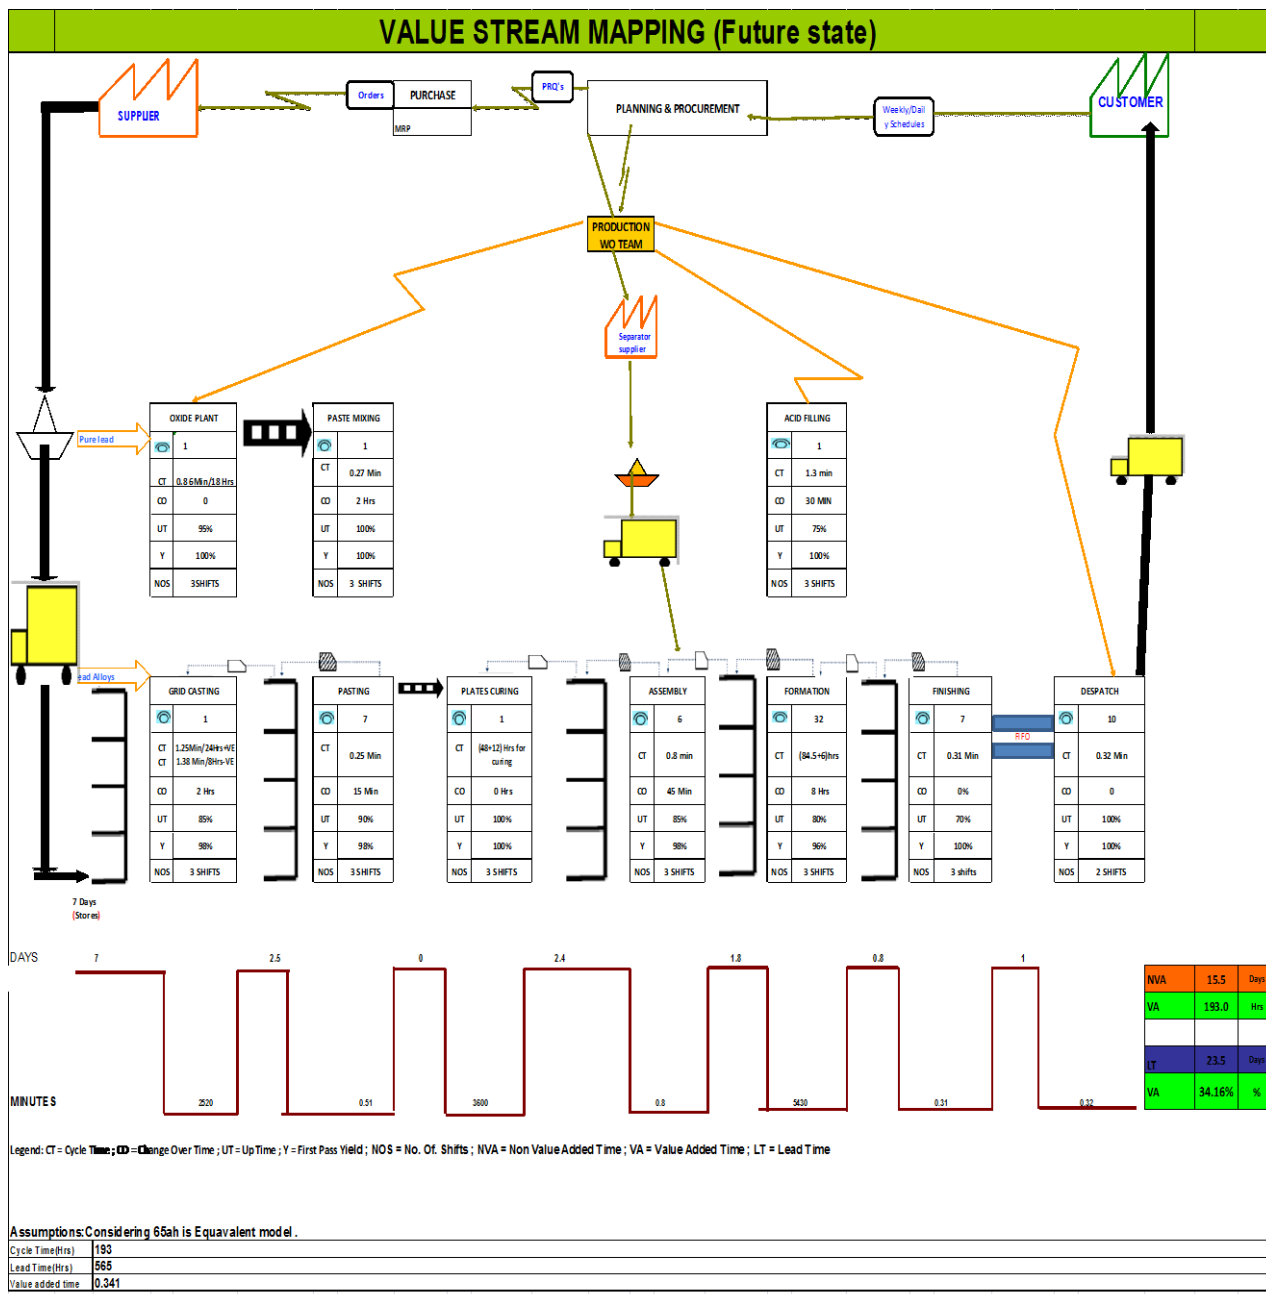 VALUE STREAM MAPPING (Future state)
SUPPLIER
Orders
PURCHASE
MRP
PRQ's
PLANNING & PROCUREMENT
Weekly/Dail
y Schedules
CUSTOMER
PRODUCTION
WO TEAM
Separator
supplier
Pure lead
OXIDE PLANT
1
CT 0.86Min/18Hrs
CO 0
UT 95%
Y 100%
NOS 3SHIFTS
PASTE MIXING
1
CT 0.27 Min
CO 2 Hrs
UT 100%
Y 100%
NOS 3 SHIFTS
ACID FILLING
1
CT 1.3 min
CO 30 MIN
UT 75%
Y 100%
NOS 3 SHIFTS
ead Alloys
GRID CASTING
1
CT 1.25Min/24Hrs+VE
CT 1.38 Min/8Hrs-VE
CO 2 Hrs
UT 85%
Y 98%
NOS 3 SHIFTS
PASTING
7
CT 0.25 Min
CO 15 Min
UT 90%
Y 98%
NOS 3SHIFTS
PLATES CURING
1
CT (48+12) Hrs for
curing
CO 0 Hrs
UT 100%
Y 100%
NOS 3 SHIFTS
ASSEMBLY
6
CT 0.8 min
CO 45 Min
UT 85%
Y 98%
NOS 3 SHIFTS
FORMATION
32
CT (84.5+6)hrs
CO 8 Hrs
UT 80%
Y 96%
NOS 3 SHIFTS
FINISHING
7
CT 0.31 Min
CO 0%
UT 70%
Y 100%
NOS 3 shifts
RFO
DESPATCH
10
CT 0.32 Min
CO 0
UT 100%
Y 100%
NOS 2 SHIFTS
7 Days
(Stores)
DAYS 7 2.5 0 2.4 1.8 0.8 1
MINUTES 2520 0.51 3600 0.8 5430 0.31 0.32
NVA 15.5 Days
VA 193.0 Hrs
LT 23.5 Days
VA 34.16% %
Legend: CT = Cycle Time; CO = Change Over Time ; UT = Up Time ; Y = First Pass Yield ; NOS = No. Of. Shifts ; NVA = Non Value Added Time ; VA = Value Added Time ; LT = Lead Time
Assumptions:Considering 65ah is Equavalent model .
Cycle Time(Hrs) 193
Lead Time(Hrs) 565
Value added time 0.341